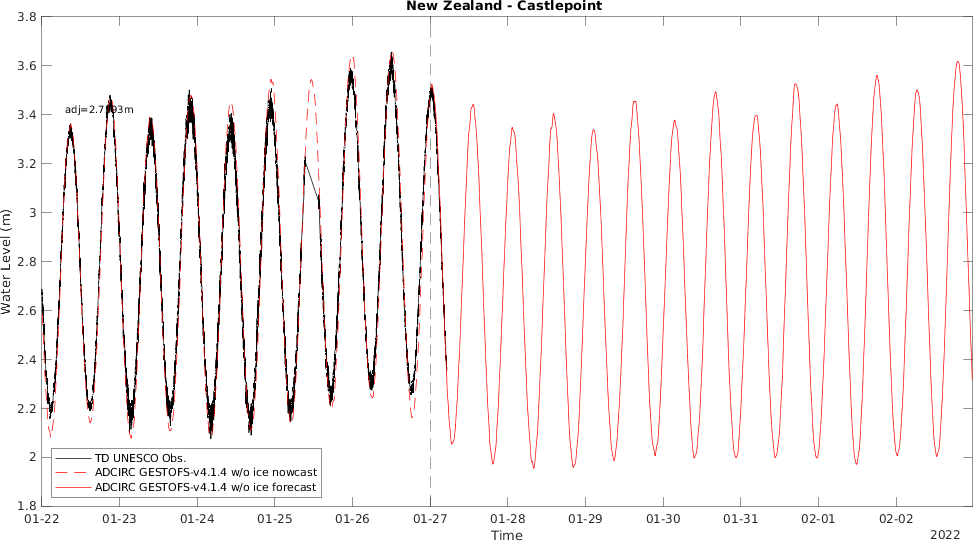 New Zealand - Castlepoint
3.8
3.6
3.4
3.2
3
2.8
2.6
2.4
2.2
2
1.8
Water Level (m)
TD UNESCO Obs.
ADCIRC GESTOFS-v4.1.4 w/o ice nowcast
ADCIRC GESTOFS-v4.1.4 w/o ice forecast
01-22 01-23 01-24 01-25 01-26 01-27 01-28 01-29 01-30 01-31 02-01 02-02
Time
2022